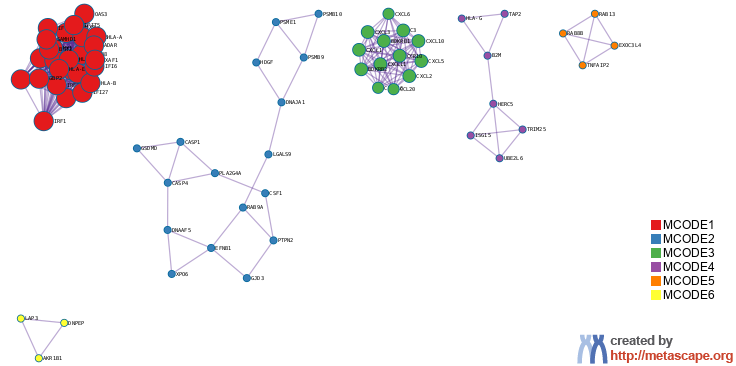 OAS3
HLA-A
ADAR
XAF1
IFI6
HLA-B
IFI27
IRF1
PSME1
PSMB10
HDGF
PSMB9
DNAJA1
LGALS9
GSDMD
CASP1
CASP4
PLA2G4A
CSF1
RAB9A
DNAAF5
EFNB1
PTPN2
XPO6
CXCL6
CXCL3
C3
CXCL10
CXCL5
CXCL2
CCL20
HLA-G
TAP2
B2M
HERC5
ISG15
TRIM25
UBE2L6
RAB13
RAB8B
EXOC3L4
TNFAIP2
LAP3
DNPEP
AKR1B1
MCODE1
MCODE2
MCODE3
MCODE4
MCODE5
MCODE6
created by
http://metascape.org